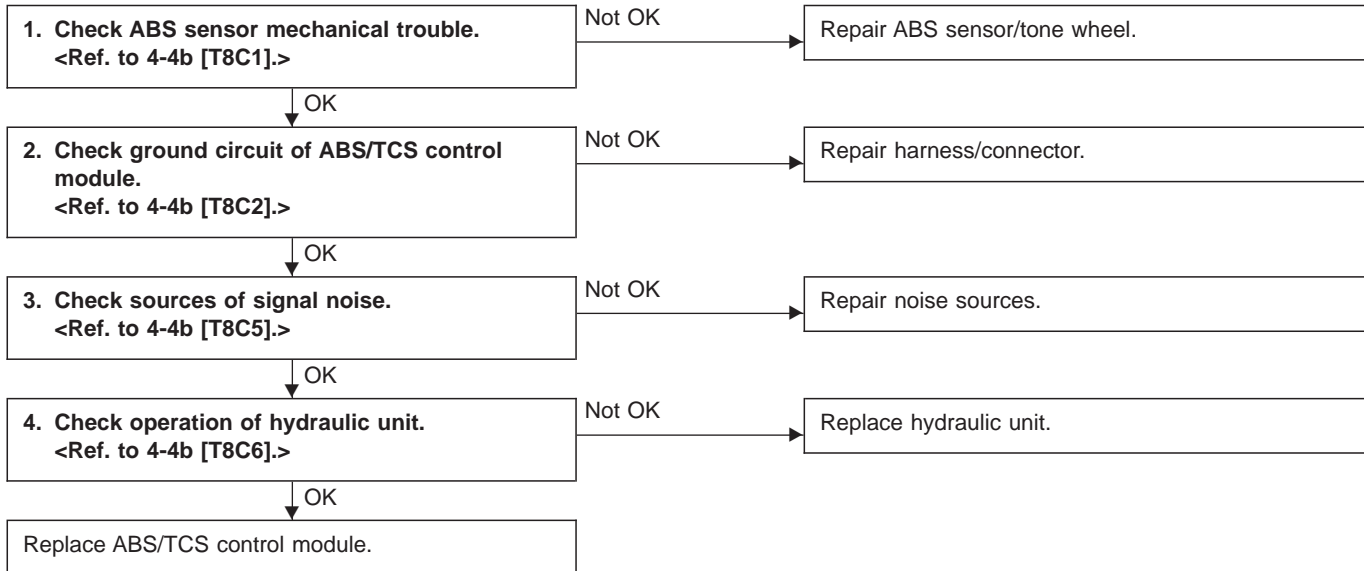 1. Check ABS sensor mechanical trouble.
<Ref. to 4-4b [T8C1].>
Not OK
Repair ABS sensor/tone wheel.
OK
2. Check ground circuit of ABS/TCS control
module.
<Ref. to 4-4b [T8C2].>
Not OK
Repair harness/connector.
OK
3. Check sources of signal noise.
<Ref. to 4-4b [T8C5].>
Not OK
Repair noise sources.
OK
4. Check operation of hydraulic unit.
<Ref. to 4-4b [T8C6].>
Not OK
Replace hydraulic unit.
OK
Replace ABS/TCS control module.